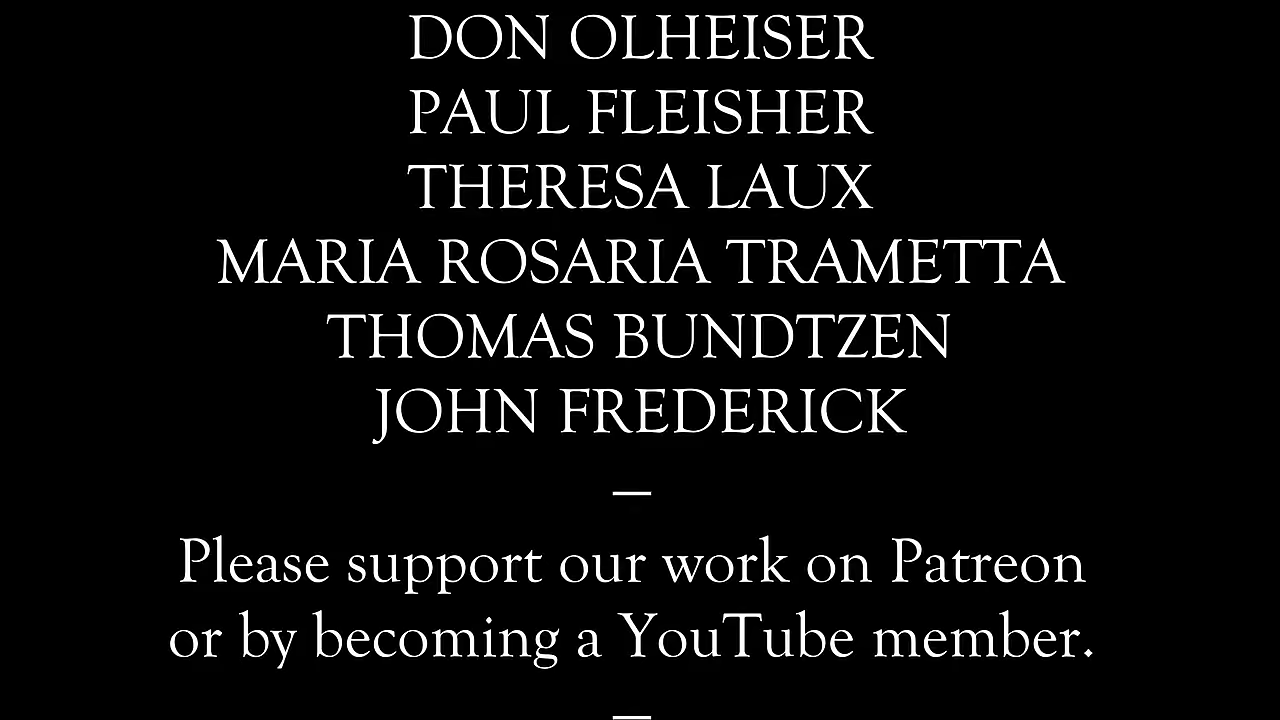 DON OLHEISER
PAUL FLEISHER
THERESA LAUX
MARIA ROSARIA TRAMETTA
THOMAS BUNDTZEN
JOHN FREDERICK
—
Please support our work on Patreon
or by becoming a YouTube member.
—